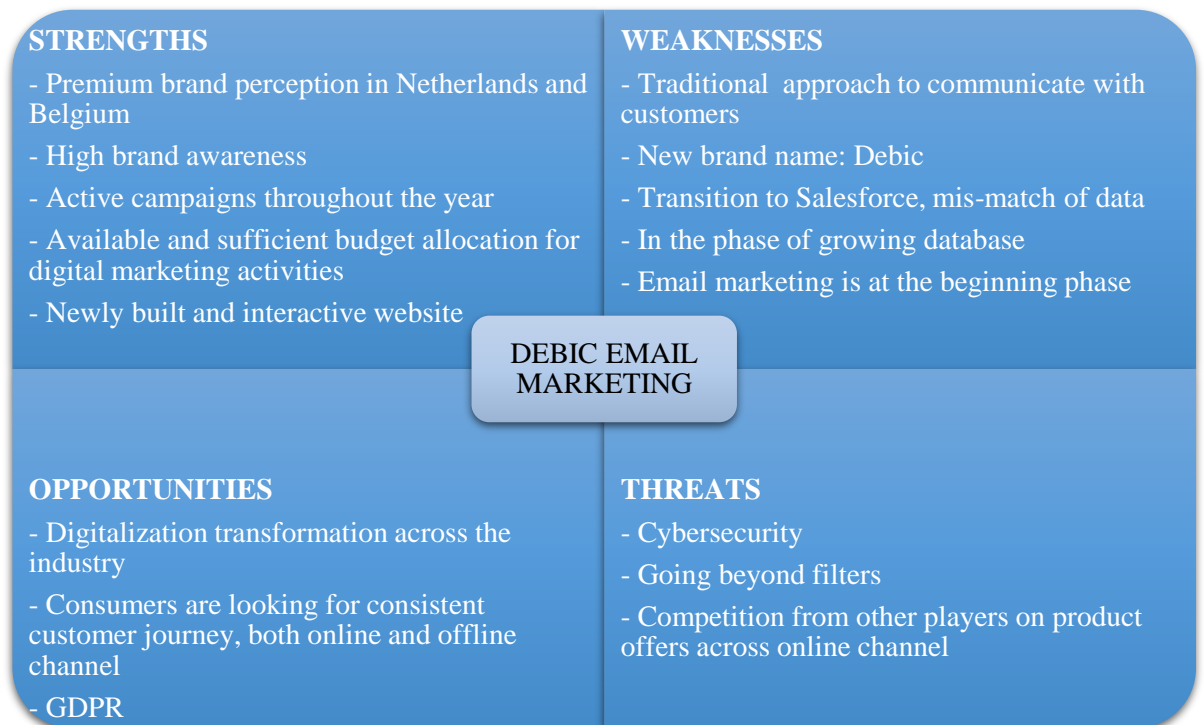 STRENGTHS
- Premium brand perception in Netherlands and
Belgium
- High brand awareness
- Active campaigns throughout the year
- Available and sufficient budget allocation for
digital marketing activities
- Newly built and interactive website
WEAKNESSES
- Traditional approach to communicate with
customers
- New brand name: Debic
- Transition to Salesforce, mis-match of data
- In the phase of growing database
- Email marketing is at the beginning phase
DEBIC EMAIL
MARKETING
OPPORTUNITIES
- Digitalization transformation across the
industry
- Consumers are looking for consistent
customer journey, both online and offline
channel
- GDPR
THREATS
- Cybersecurity
- Going beyond filters
- Competition from other players on product
offers across online channel